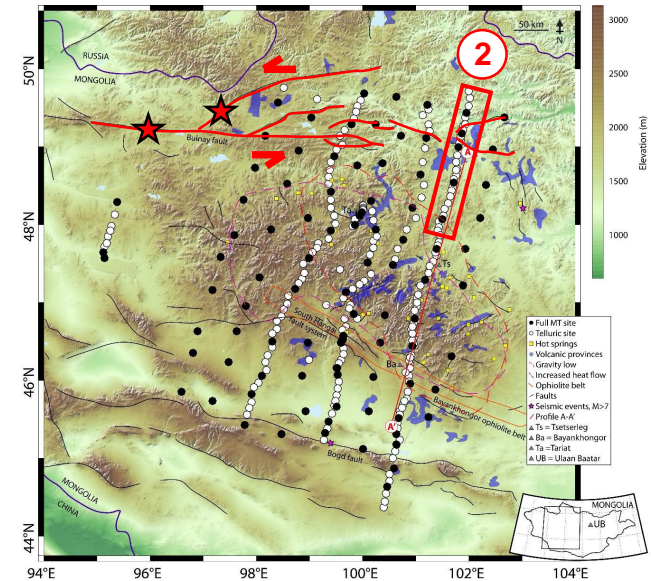 50 km
N
2
RUSSIA
MONGOLIA
Bulnay fault
A
Ta
Ts
South Hangai
fault system
Ba
Bayankhongor ophiolite belt
A'
Bogd fault
MONGOLIA
CHINA
50°N
48°N
46°N
44°N
94°E
96°E
98°E
100°E
102°E
104°E
3000
2500
2000
1500
1000
Elevation (m)
Full MT site
Telluric site
Hot springs
Volcanic provinces
Gravity low
Increased heat flow
Ophiolite belt
Faults
Seismic events, M>7
Profile A-A'
Ts = Tsetserleg
Ba = Bayankhongor
Ta =Tariat
UB = Ulaan Baatar
MONGOLIA
UB